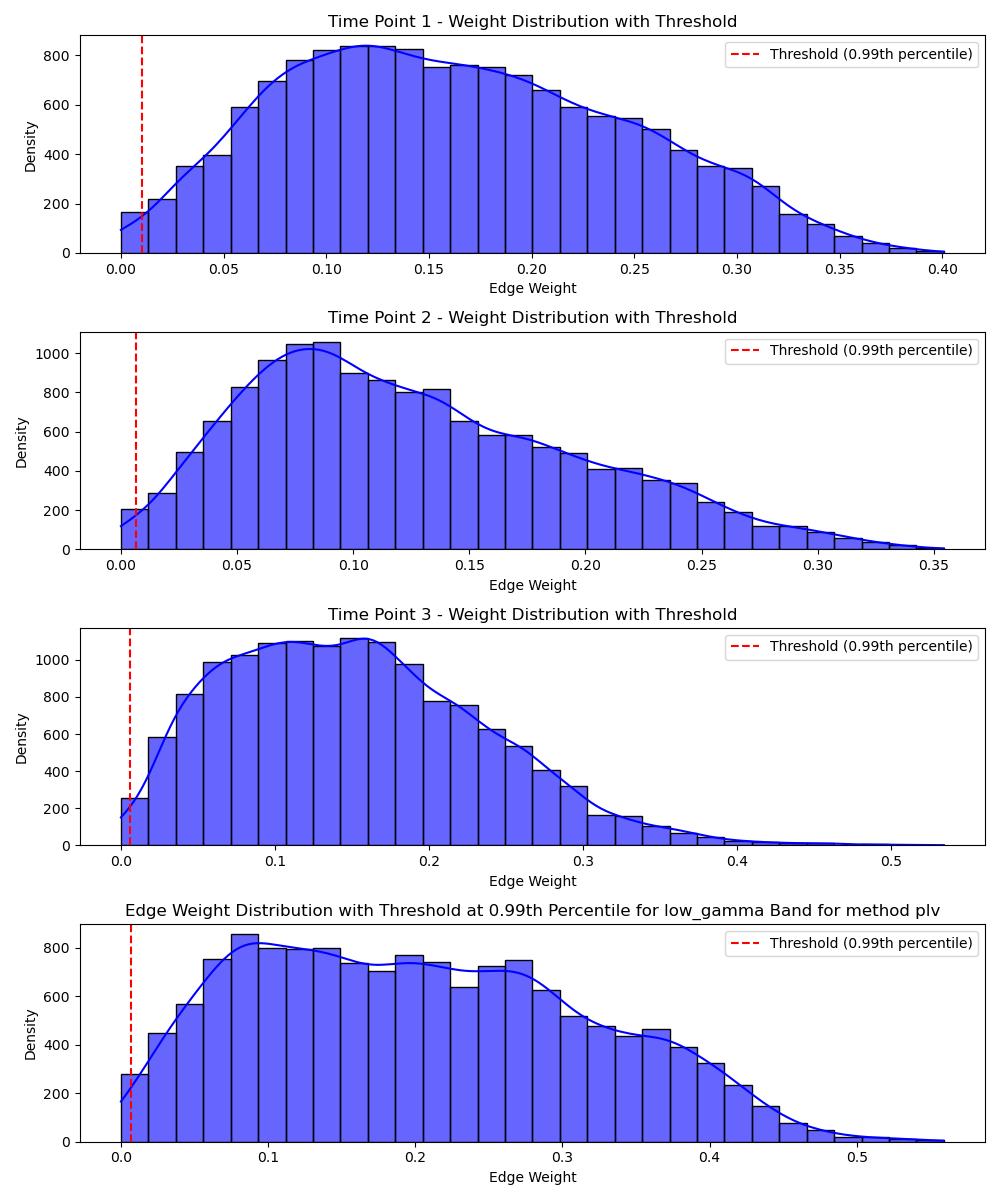 Time Point 1 - Weight Distribution with Threshold
Threshold (0.99th percentile)
Density
800
600
400
200
0
0.00 0.05 0.10 0.15 0.20 0.25 0.30 0.35 0.40
Edge Weight
Time Point 2 - Weight Distribution with Threshold
Threshold (0.99th percentile)
Density
1000
800
600
400
200
0
0.00 0.05 0.10 0.15 0.20 0.25 0.30 0.35
Edge Weight
Time Point 3 - Weight Distribution with Threshold
Threshold (0.99th percentile)
Density
1000
800
600
400
200
0
0.0 0.1 0.2 0.3 0.4 0.5
Edge Weight
Edge Weight Distribution with Threshold at 0.99th Percentile for low_gamma Band for method plv
Threshold (0.99th percentile)
Density
800
600
400
200
0
0.0 0.1 0.2 0.3 0.4 0.5
Edge Weight